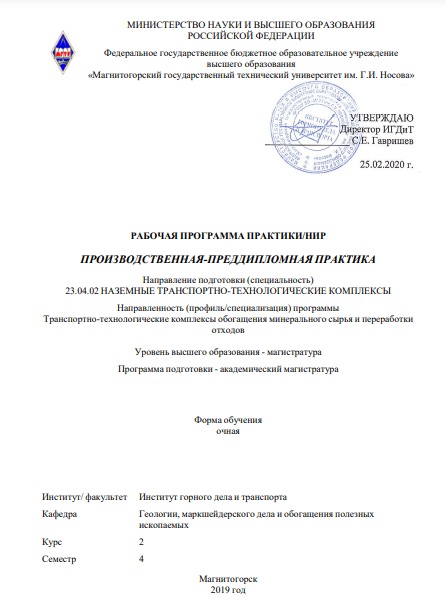 МИНИСТЕРСТВО НАУКИ И ВЫСШЕГО ОБРАЗОВАНИЯ
РОССИЙСКОЙ ФЕДЕРАЦИИ
Федеральное государственное бюджетное образовательное учреждение
высшего образования
«Магнитогорский государственный технический университет им. Г.И. Носова»
УТВЕРЖДАЮ
Директор ИГДиТ
С.Е. Гавришев
25.02.2020 г.
РАБОЧАЯ ПРОГРАММА ПРАКТИКИ/НИР
ПРОИЗВОДСТВЕННАЯ-ПРЕДДИПЛОМНАЯ ПРАКТИКА
Направление подготовки (специальность)
23.04.02 НАЗЕМНЫЕ ТРАНСПОРТНО-ТЕХНОЛОГИЧЕСКИЕ КОМПЛЕКСЫ
Направленность (профиль/специализация) программы
Транспортно-технологические комплексы обогащения минерального сырья и переработки
отходов
Уровень высшего образования - магистратура
Программа подготовки - академический магистратура
Форма обучения
очная
Институт/ факультет Институт горного дела и транспорта
Кафедра Геологии, маркшейдерского дела и обогащения полезных
ископаемых
Курс 2
Семестр 4
Магнитогорск
2019 год